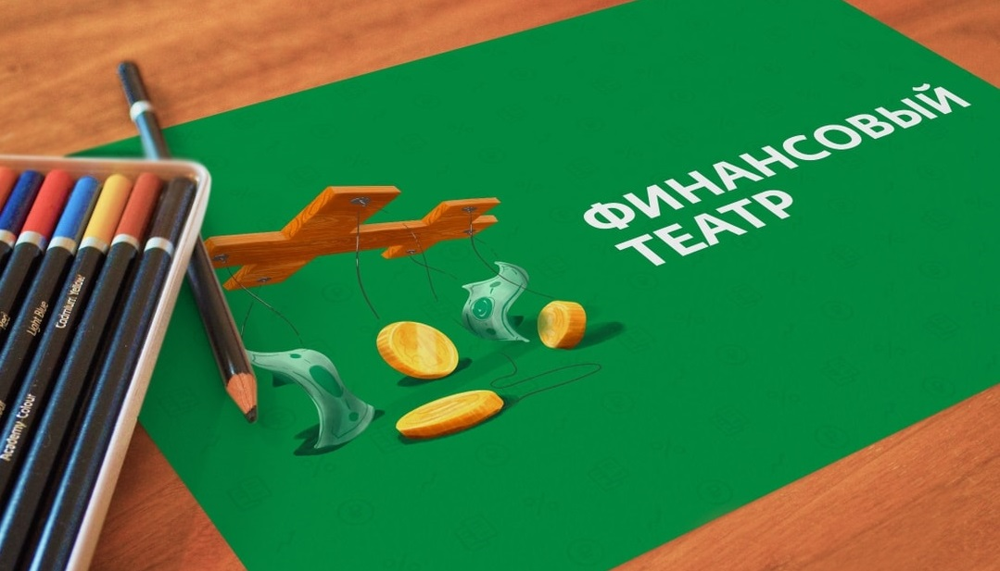 ФИНАНСОВЫЙ
ТЕАТР
Light Blue
Cadmium Yellow
Academy Colour